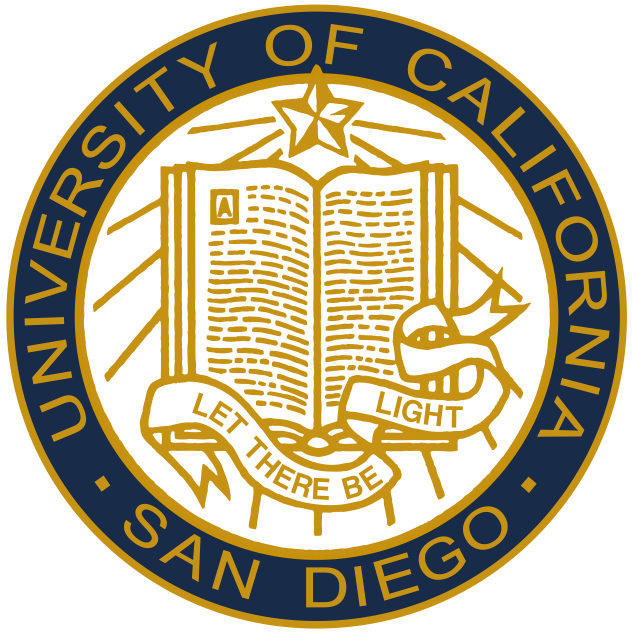 UNIVERSITY OF CALIFORNIA
· SAN DIEGO ·
A
LET THERE BE
LIGHT